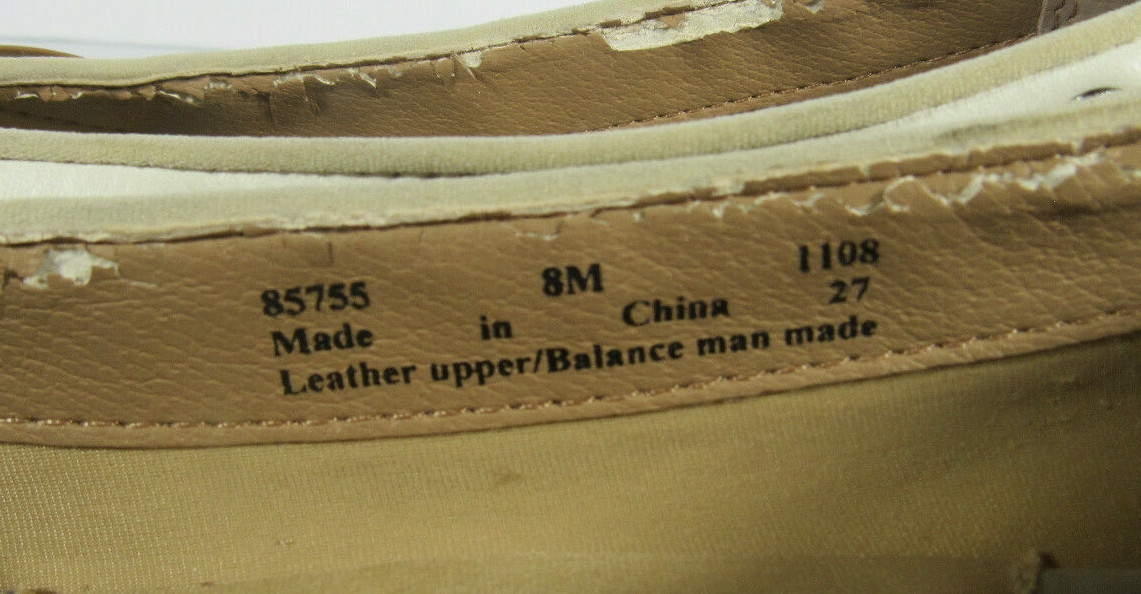 85755 8M 1108
Made in China 27
Leather upper/Balance man made